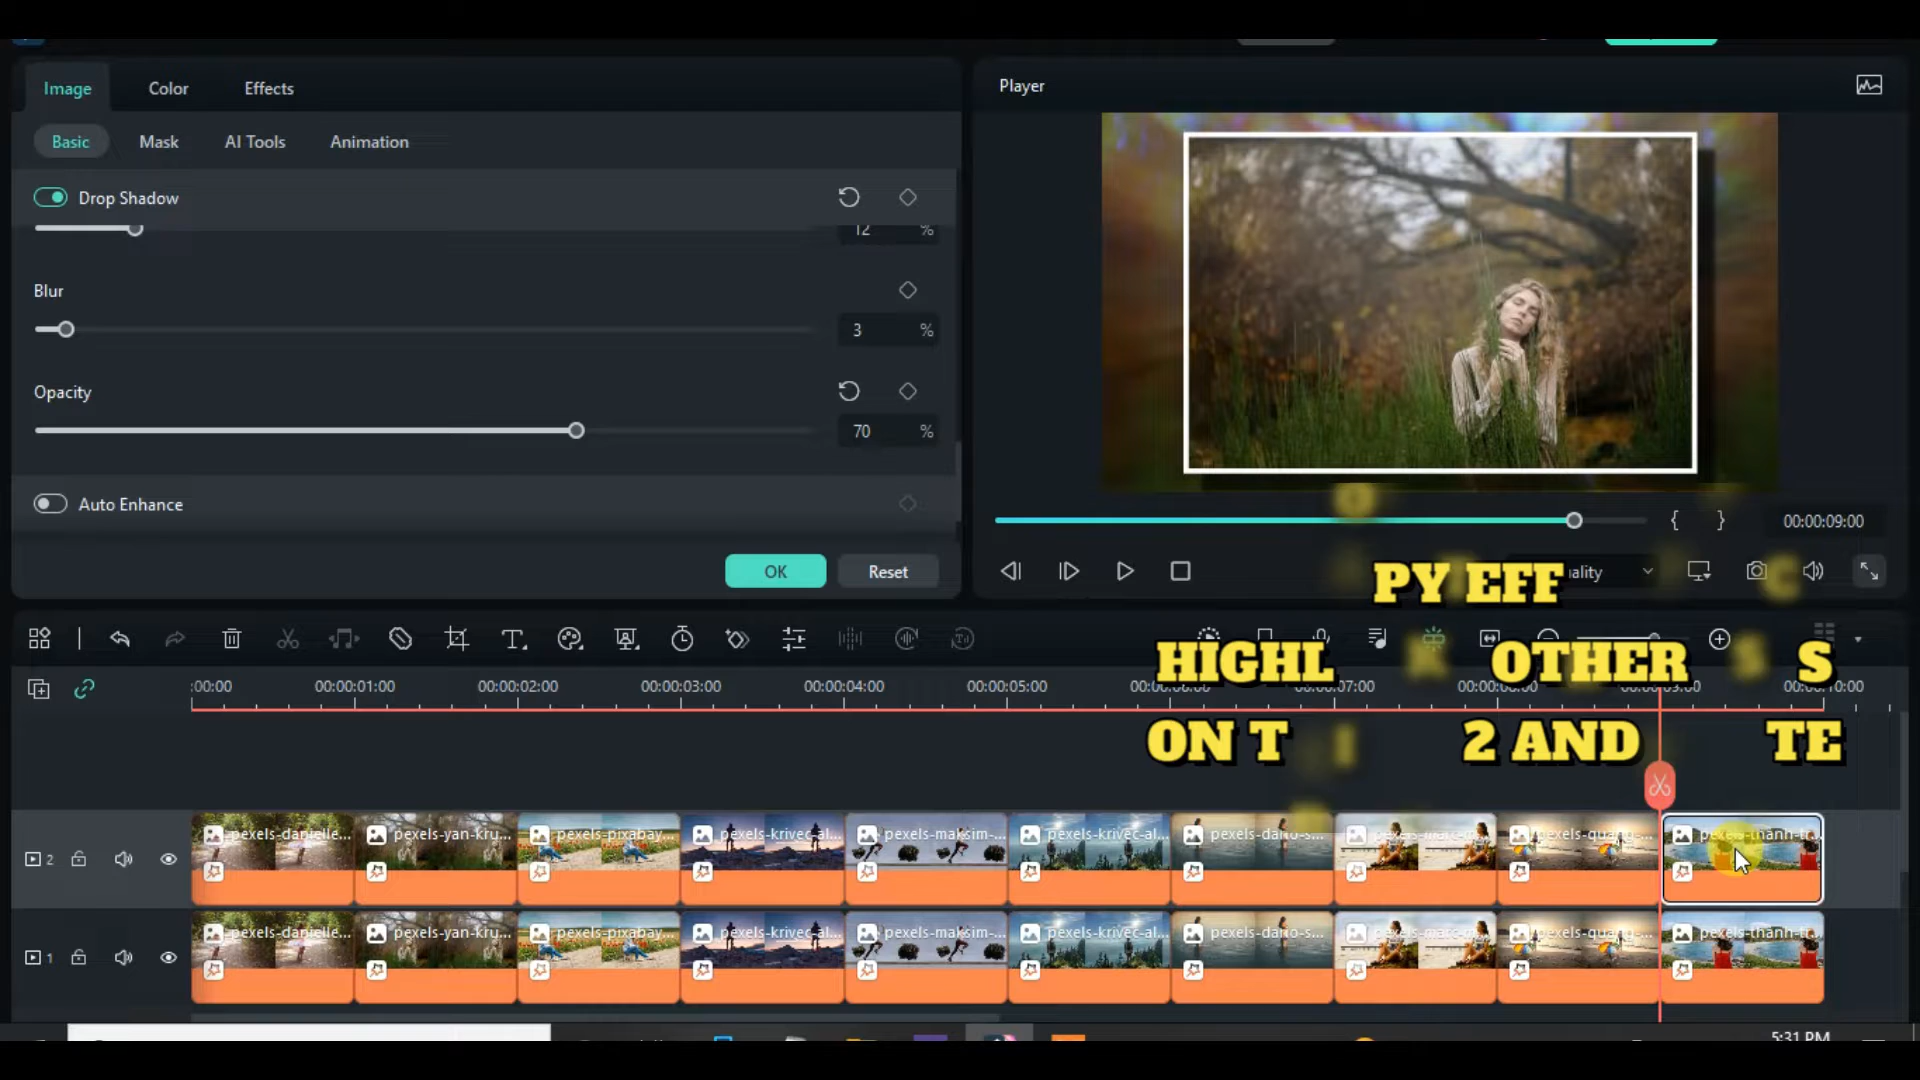 Image Color Effects
Player
Basic Mask AI Tools Animation
Drop Shadow
12 %
Blur
3 %
Opacity
70 %
Auto Enhance
OK Reset
00:00:09:00
PY EFF
HIGHL OTHER S
ON T 2 AND TE
:00:00 00:00:01:00 00:00:02:00 00:00:03:00 00:00:04:00 00:00:05:00 00:00:06:00 00:00:07:00 00:00:08:00 00:00:09:00 00:00:10:00
2 pexels-danielle... pexels-yan-kru... pexels-pixabay... pexels-krivec-al... pexels-maksim-... pexels-krivec-al... pexels-dario-s... pexels-marc-m... pexels-quang-... pexels-thanh-tr...
1 pexels-danielle... pexels-yan-kru... pexels-pixabay... pexels-krivec-al... pexels-maksim-... pexels-krivec-al... pexels-dario-s... pexels-marc-m... pexels-quang-... pexels-thanh-tr...
5:31 PM